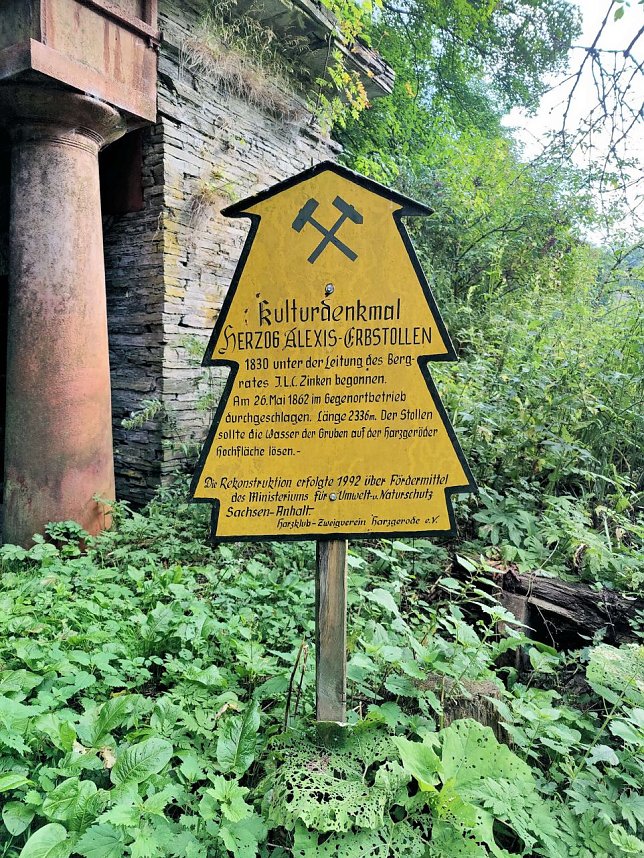 Kulturdenkmal
HERZOG ALEXIS-ERBSTOLLEN
1830 unter der Leitung des Berg-
rates J.L.C. Zinken begonnen.
Am 26. Mai 1862 im Gegenortbetrieb
durchgeschlagen. Länge 2336m. Der Stollen
sollte die Wasser der Gruben auf der Harzgeröder
Hochfläche lösen.-
Die Rekonstruktion erfolgte 1992 über Fördermittel
des Ministeriums für Umwelt-u. Naturschutz
Sachsen-Anhalt
Harzklub-Zweigverein Harzgerode e.V.